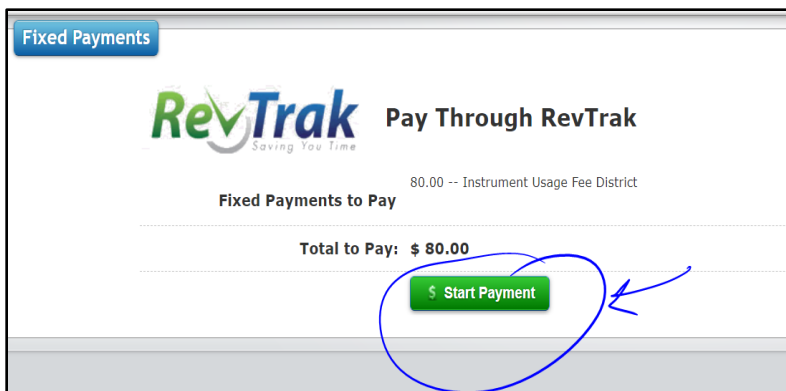 Fixed Payments
RevTrak
Saving You Time
Pay Through RevTrak
80.00 -- Instrument Usage Fee District
Fixed Payments to Pay
Total to Pay: $ 80.00
$ Start Payment